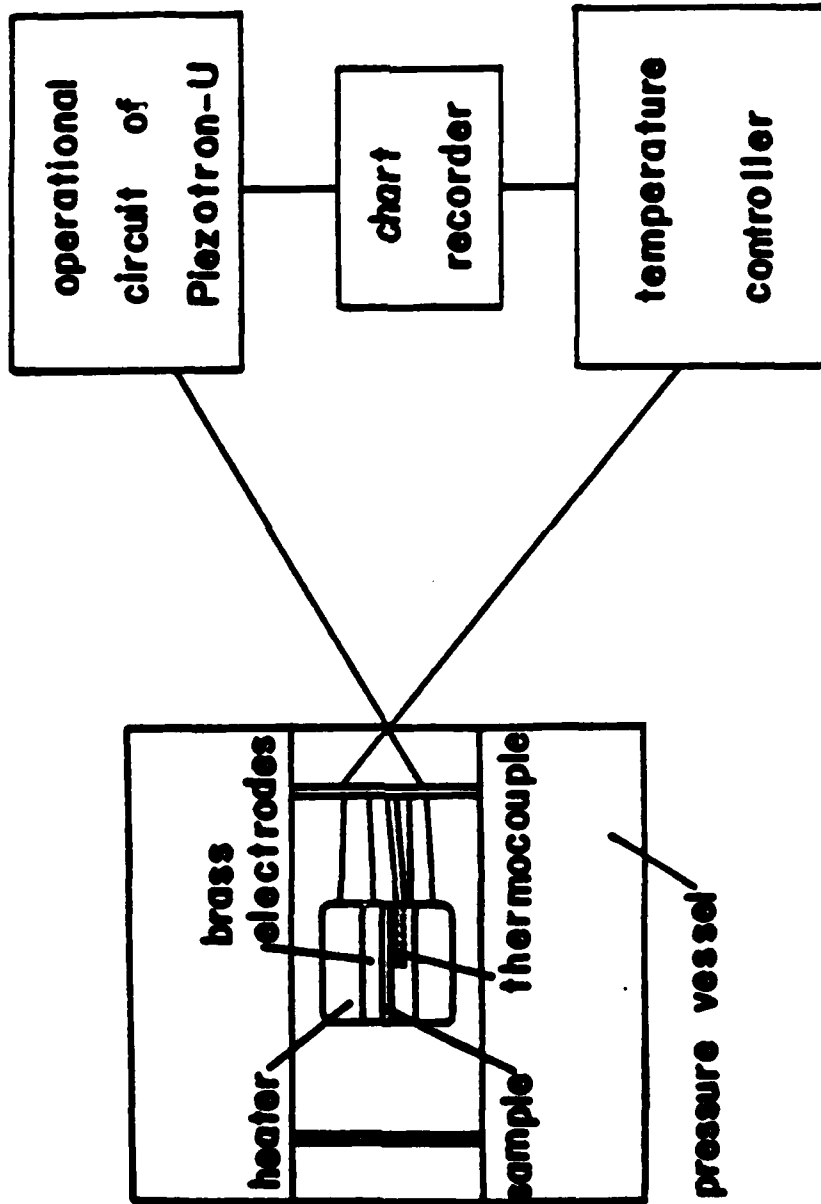 operational
circuit of
Piezotron-U
chart
recorder
temperature
controller
brass
electrodes
heater
thermocouple
sample
pressure vessel